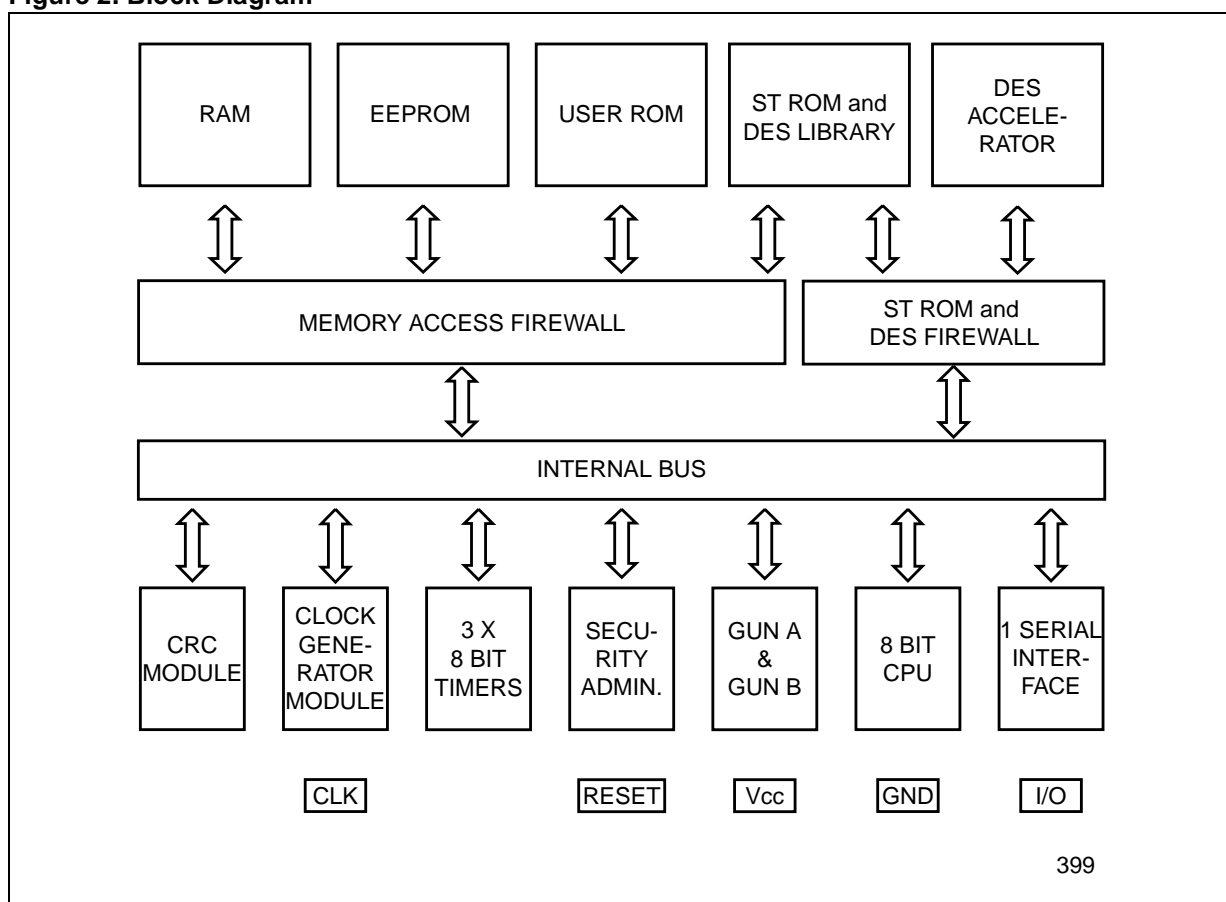 Figure 2. Block Diagram
RAM
EEPROM
USER ROM
ST ROM and
DES LIBRARY
DES
ACCELE-
RATOR
MEMORY ACCESS FIREWALL
ST ROM and
DES FIREWALL
INTERNAL BUS
CRC
MODULE
CLOCK
GENE-
RATOR
MODULE
3 X
8 BIT
TIMERS
SECU-
RITY
ADMIN.
GUN A
&
GUN B
8 BIT
CPU
1 SERIAL
INTER-
FACE
CLK
RESET
Vcc
GND
I/O
399